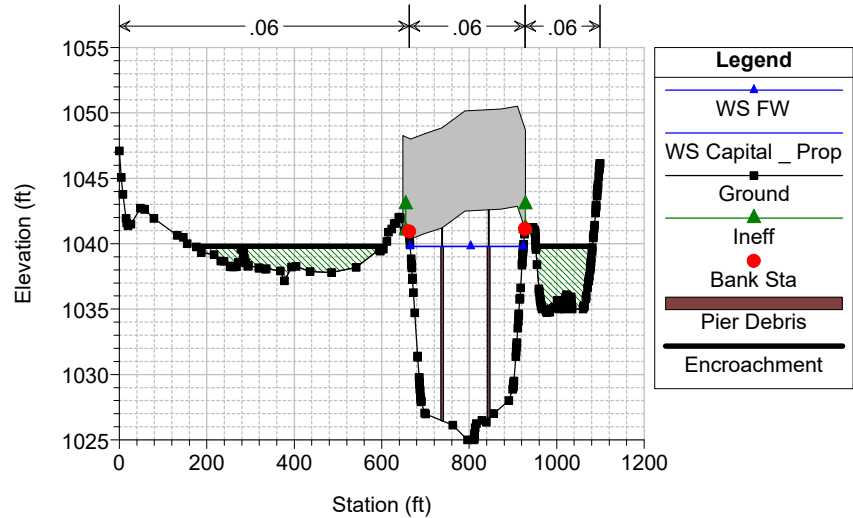 .06 .06 .06
1055
1050
1045
1040
1035
1030
1025
0 200 400 600 800 1000 1200
Elevation (ft)
Station (ft)
Legend
WS FW
WS Capital _ Prop
Ground
Ineff
Bank Sta
Pier Debris
Encroachment